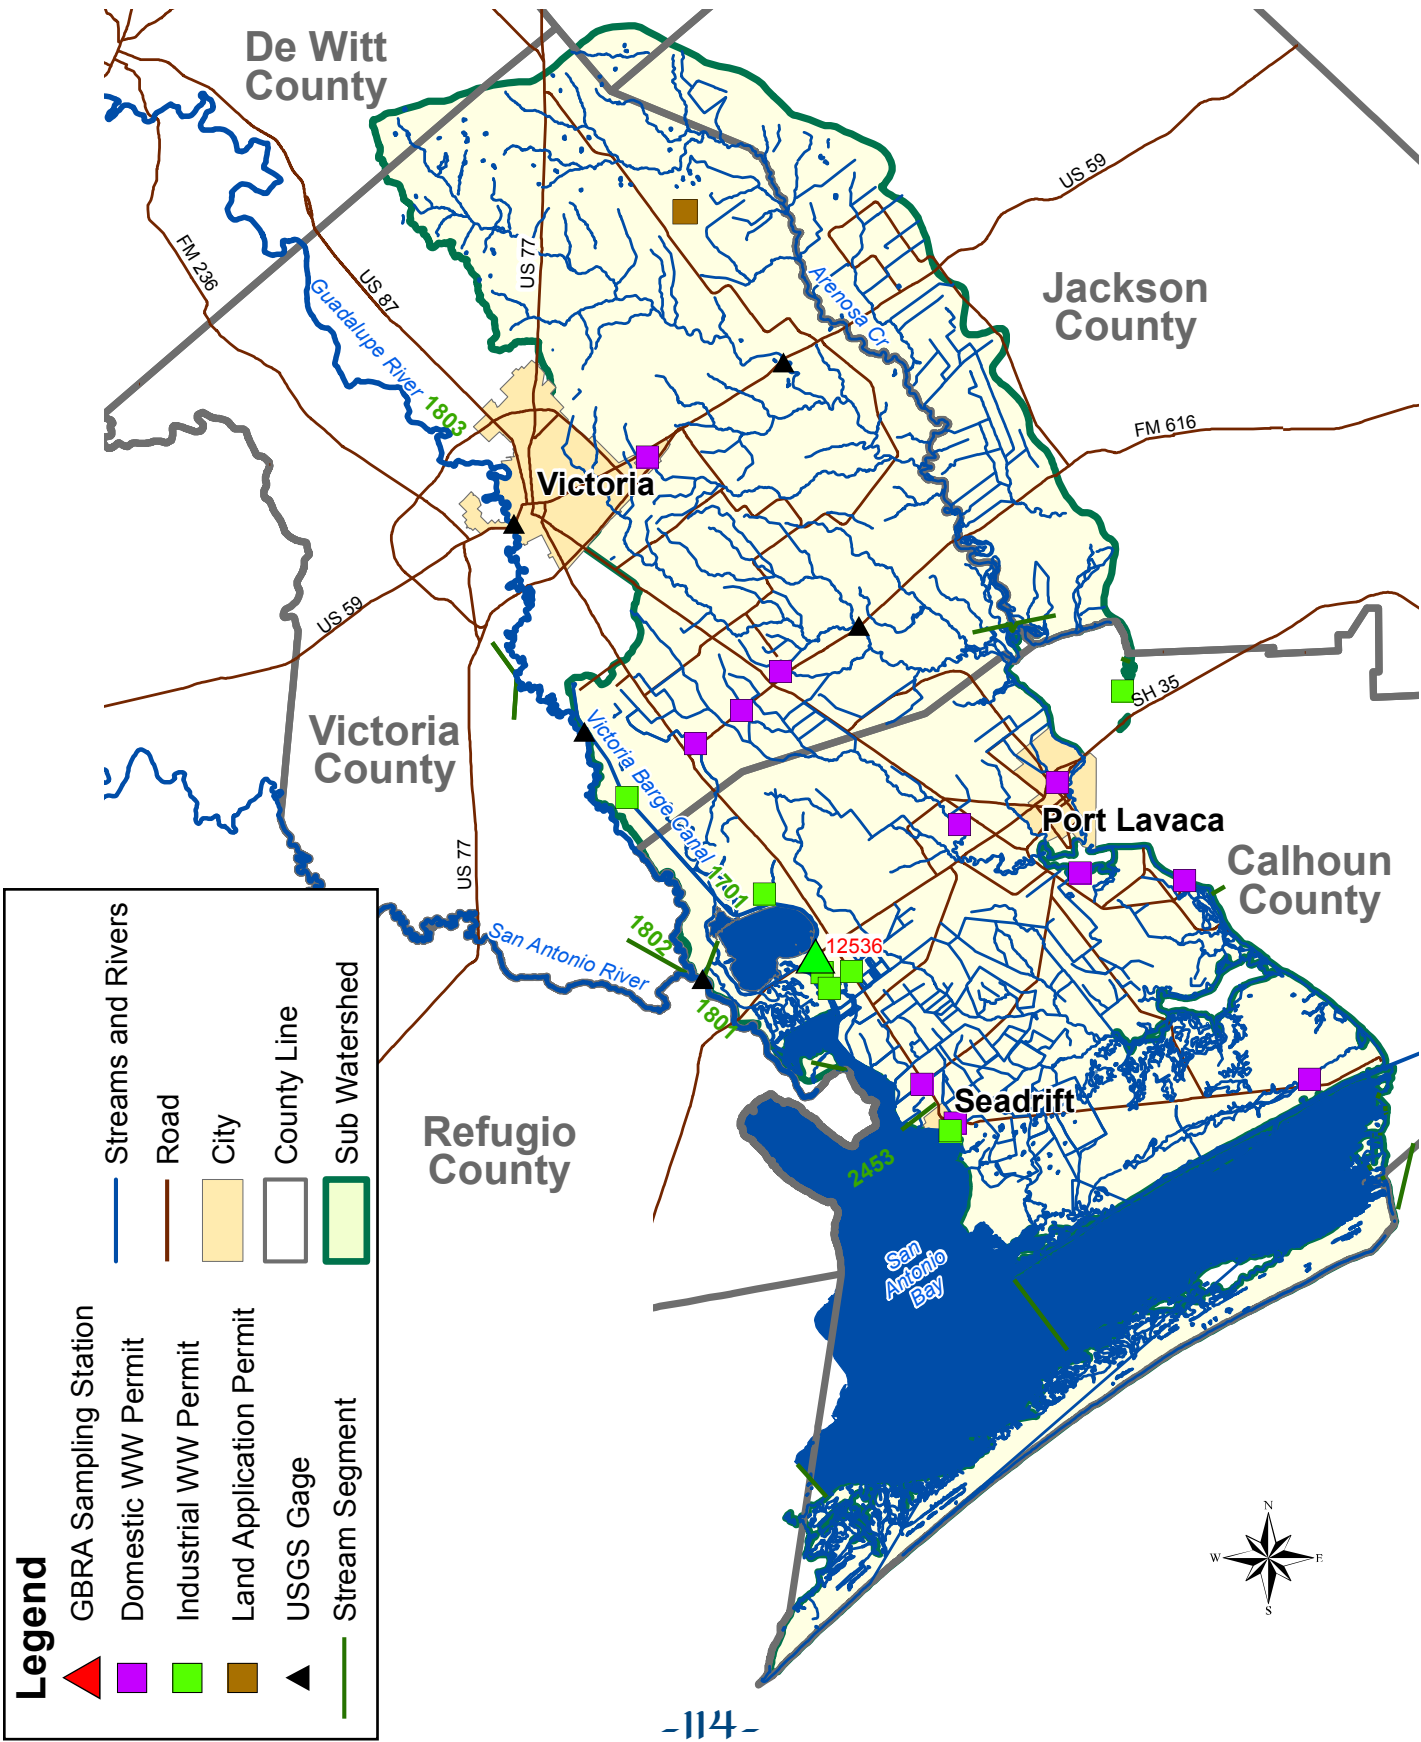 De Witt
County
US 59
FM 236
US 87
US 77
Guadalupe River
Arenosa Cr
Jackson
County
1803
FM 616
Victoria
US 59
SH 35
Victoria
County
Victoria Barge Canal
Port Lavaca
US 77
1701
Calhoun
County
1802
San Antonio River
12536
1801
Seadrift
Refugio
County
2453
San
Antonio
Bay
Legend
GBRA Sampling Station
Domestic WW Permit
Industrial WW Permit
Land Application Permit
USGS Gage
Stream Segment
Streams and Rivers
Road
City
County Line
Sub Watershed
N
W
E
S
-114-